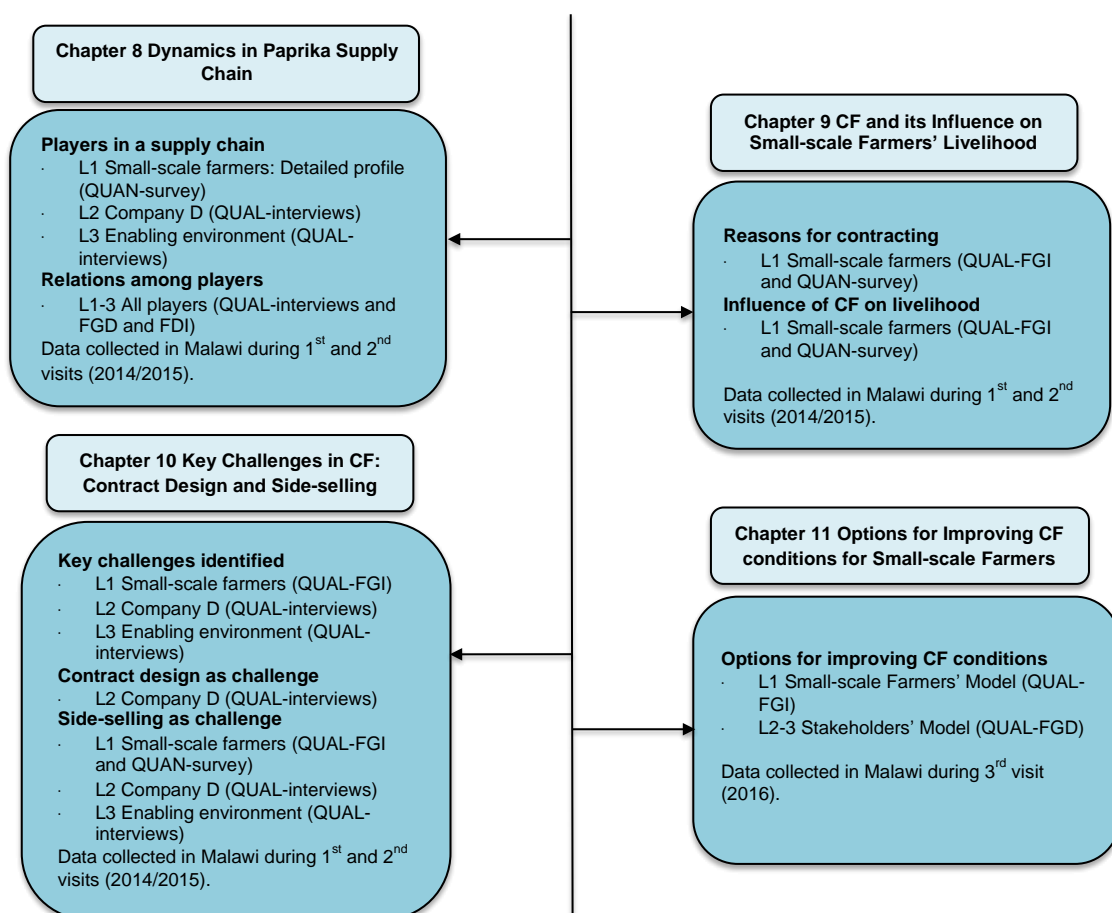 Chapter 8 Dynamics in Paprika Supply
Chain
Players in a supply chain
· L1 Small-scale farmers: Detailed profile
(QUAN-survey)
· L2 Company D (QUAL-interviews)
· L3 Enabling environment (QUAL-
interviews)
Relations among players
· L1-3 All players (QUAL-interviews and
FGD and FDI)
Data collected in Malawi during 1st and 2nd
visits (2014/2015).
Chapter 9 CF and its Influence on
Small-scale Farmers’ Livelihood
Reasons for contracting
· L1 Small-scale farmers (QUAL-FGI
and QUAN-survey)
Influence of CF on livelihood
· L1 Small-scale farmers (QUAL-FGI
and QUAN-survey)
Data collected in Malawi during 1st and 2nd
visits (2014/2015).
Chapter 10 Key Challenges in CF:
Contract Design and Side-selling
Key challenges identified
· L1 Small-scale farmers (QUAL-FGI)
· L2 Company D (QUAL-interviews)
· L3 Enabling environment (QUAL-
interviews)
Contract design as challenge
· L2 Company D (QUAL-interviews)
Side-selling as challenge
· L1 Small-scale farmers (QUAL-FGI
and QUAN-survey)
· L2 Company D (QUAL-interviews)
· L3 Enabling environment (QUAL-
interviews)
Data collected in Malawi during 1st and 2nd
visits (2014/2015).
Chapter 11 Options for Improving CF
conditions for Small-scale Farmers
Options for improving CF conditions
· L1 Small-scale Farmers’ Model (QUAL-
FGI)
· L2-3 Stakeholders’ Model (QUAL-FGD)
Data collected in Malawi during 3rd visit
(2016).